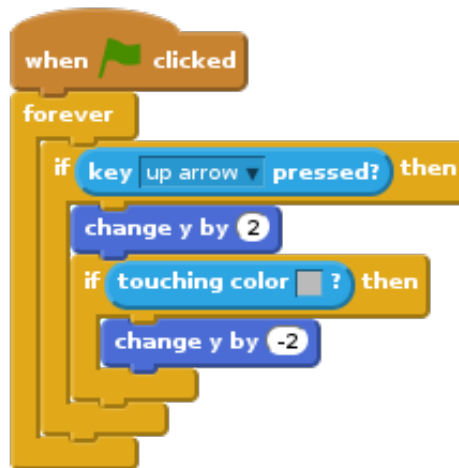 when clicked
forever
if key up arrow pressed? then
change y by 2
if touching color ? then
change y by -2